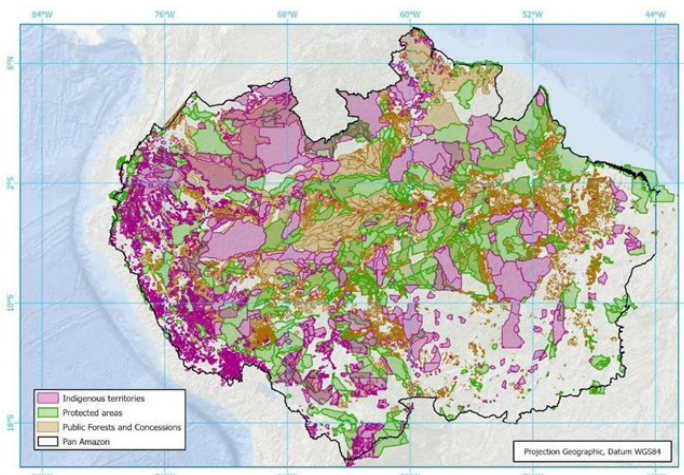 84°W 76°W 68°W 60°W 52°W 44°W
6°N
2°S
10°S
18°S
Indigenous territories
Protected areas
Public Forests and Concessions
Pan Amazon
Projection Geographic, Datum WGS84